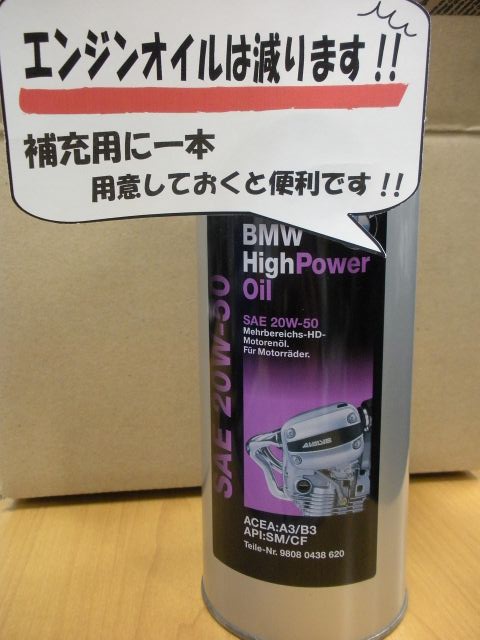 エンジンオイルは減ります!!
補充用に一本
用意しておくと便利です!!
BMW
HighPower
Oil
SAE 20W-50
Mehrbereichs-HD-
Motorenöl.
Für Motorräder.
SAE 20W-50
ACEA:A3/B3
API:SM/CF
Teile-Nr. 9808 0438 620